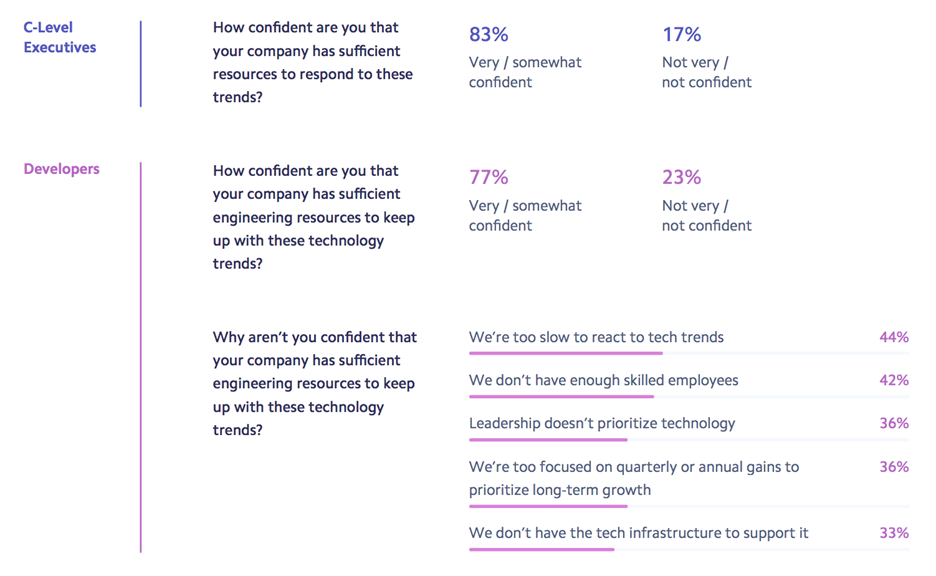 C-Level
Executives
How confident are you that
your company has sufficient
resources to respond to these
trends?
83%
Very / somewhat
confident
17%
Not very /
not confident
Developers
How confident are you that
your company has sufficient
engineering resources to keep
up with these technology
trends?
77%
Very / somewhat
confident
23%
Not very /
not confident
Why aren’t you confident that
your company has sufficient
engineering resources to keep
up with these technology
trends?
We’re too slow to react to tech trends 44%
We don’t have enough skilled employees 42%
Leadership doesn’t prioritize technology 36%
We’re too focused on quarterly or annual gains to 36%
prioritize long-term growth
We don’t have the tech infrastructure to support it 33%